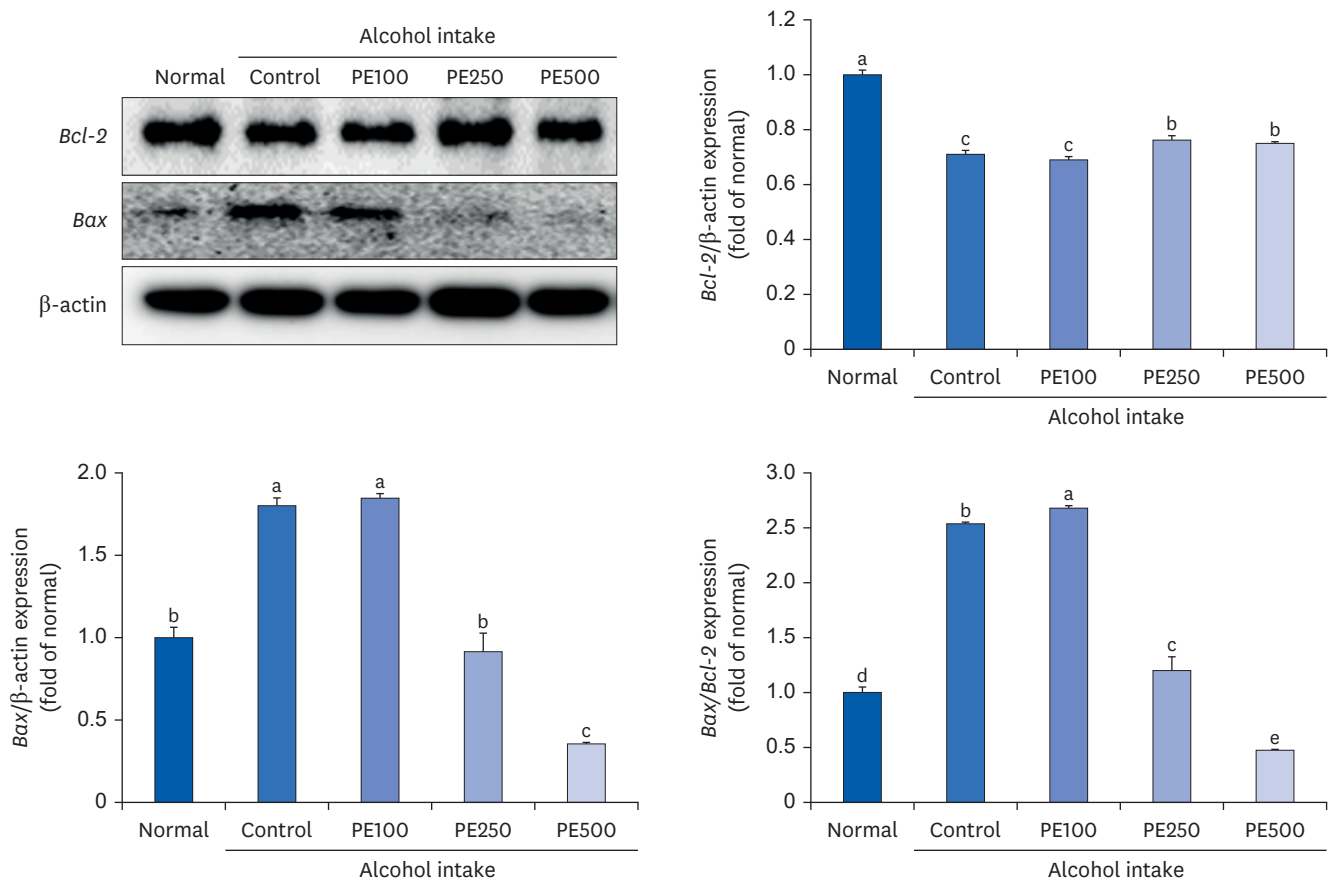 Alcohol intake
Normal Control PE100 PE250 PE500
Bcl-2
Bax
β-actin
Bcl-2/β-actin expression
(fold of normal)
1.2
1.0
0.8
0.6
0.4
0.2
0
a
c
c
b
b
Normal Control PE100 PE250 PE500
Alcohol intake
Bax/β-actin expression
(fold of normal)
2.0
1.5
1.0
0.5
0
b
a
a
b
c
Normal Control PE100 PE250 PE500
Alcohol intake
Bax/Bcl-2 expression
(fold of normal)
3.0
2.5
2.0
1.5
1.0
0.5
0
d
b
a
c
e
Normal Control PE100 PE250 PE500
Alcohol intake